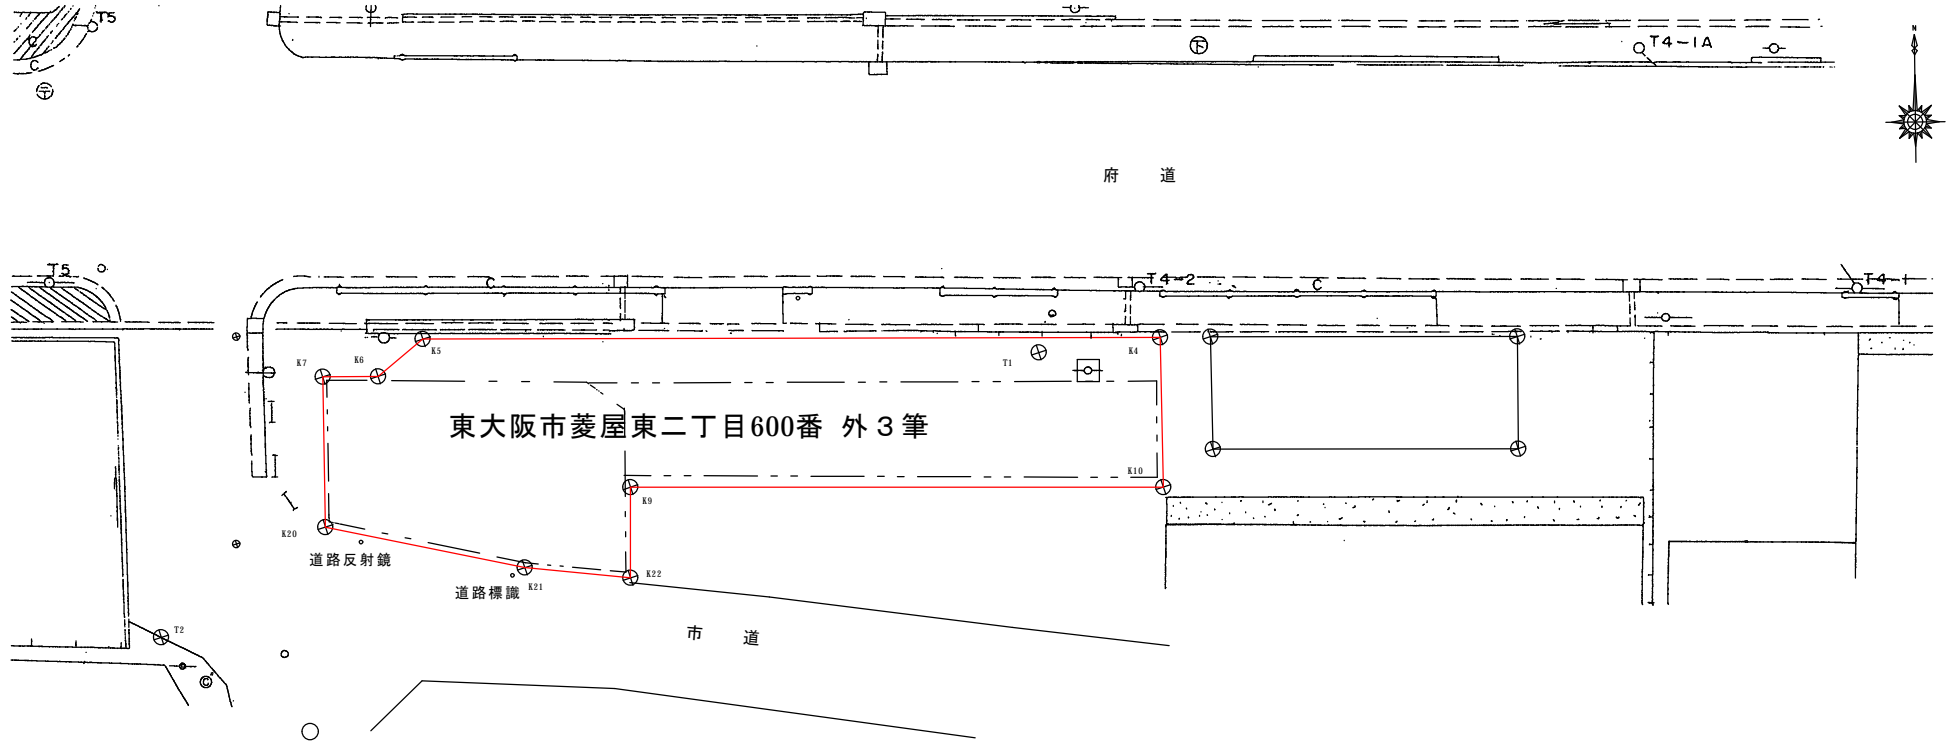 T5
C
C
下
T4-1A
N
府 道
T5
C
T4-2
C
T4-1
K5
K4
T1
K6
K7
東大阪市菱屋東二丁目600番 外3筆
K10
K9
K20
道路反射鏡
K21
K22
道路標識
T2
市 道
C